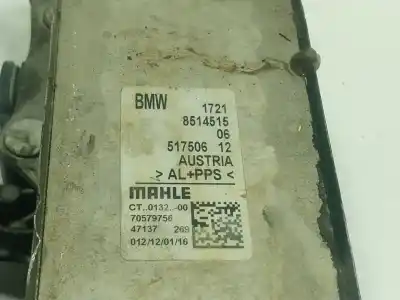 BMW 1721
8514515
06
517506 12
AUSTRIA
> AL+PPS <
MAHLE
CT..0132..-00
70579756
47137 269
012/12/01/16